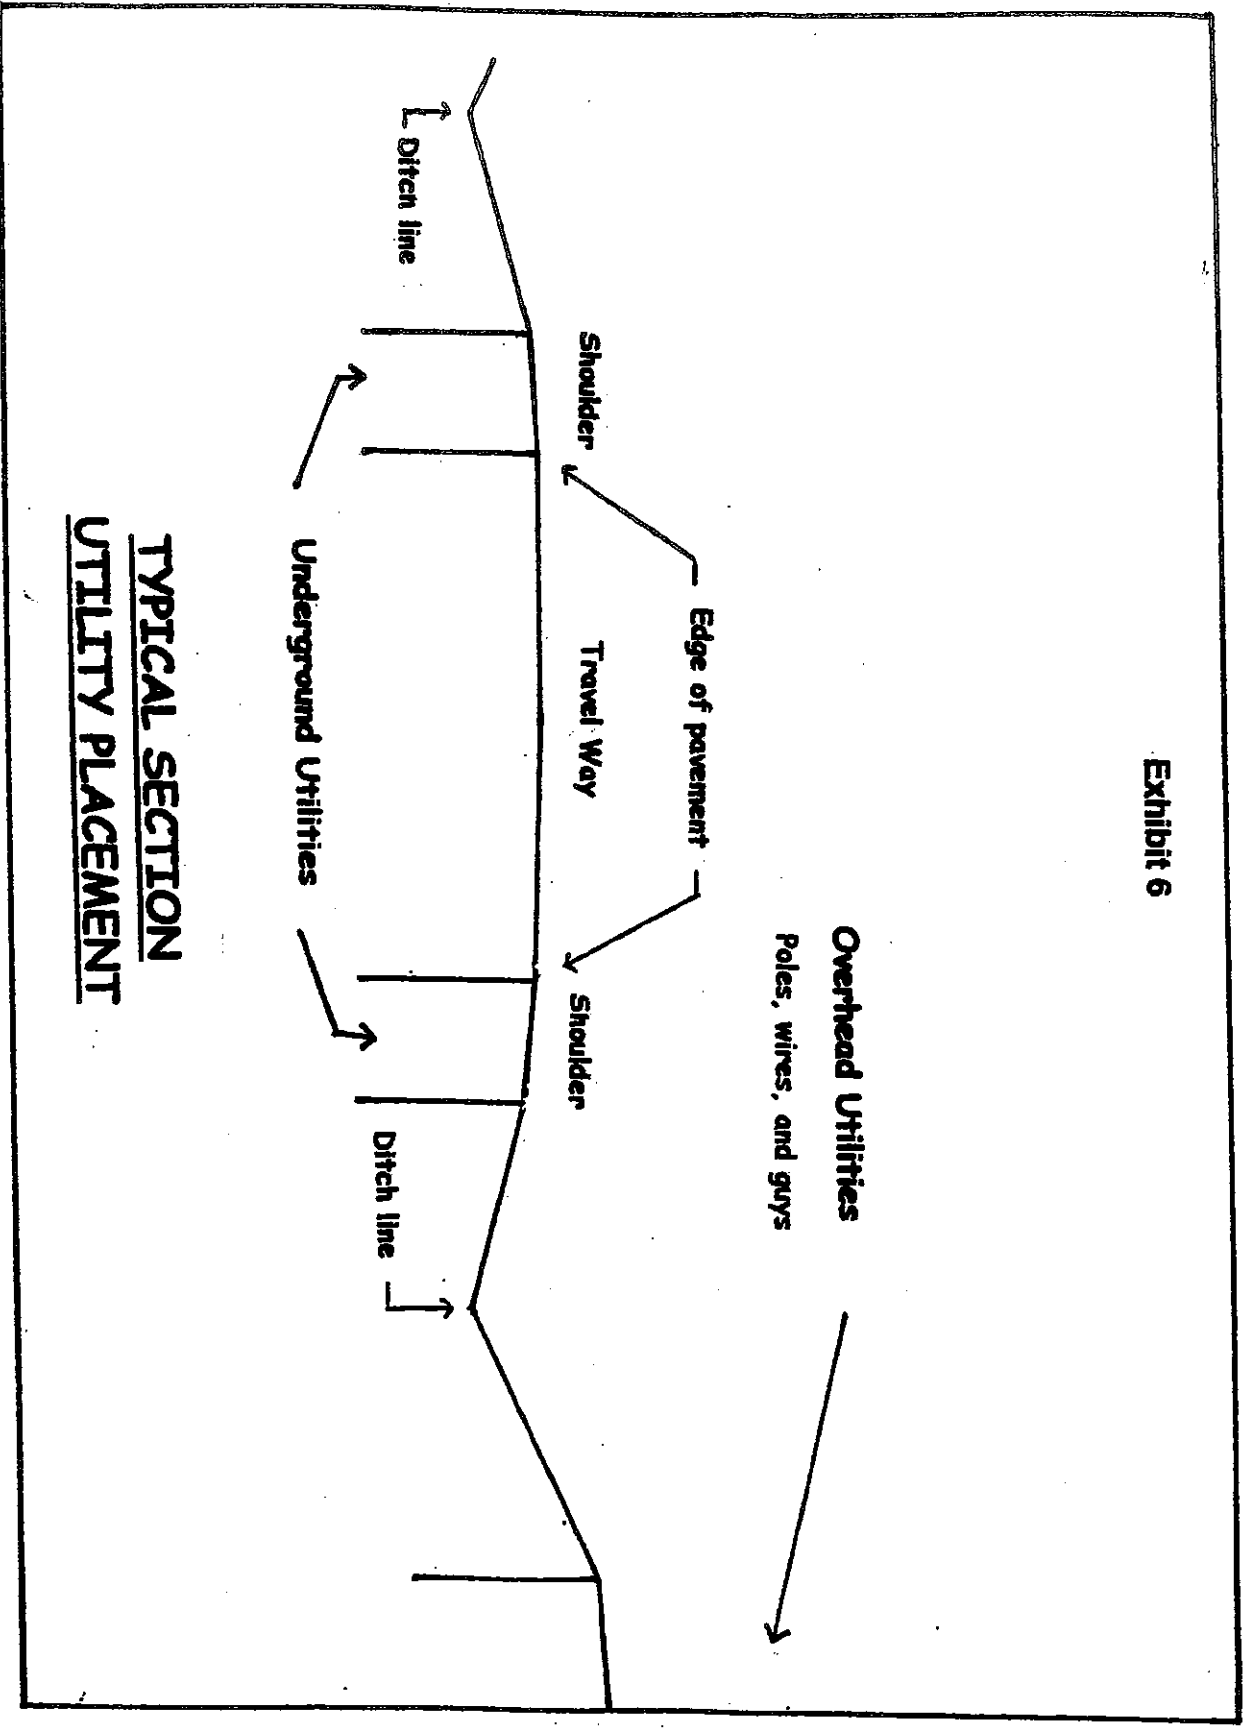 Exhibit 6
Overhead Utilities
Poles, wires, and guys
Edge of pavement
Shoulder
Travel Way
Shoulder
Ditch line
Ditch line
Underground Utilities
TYPICAL SECTION
UTILITY PLACEMENT